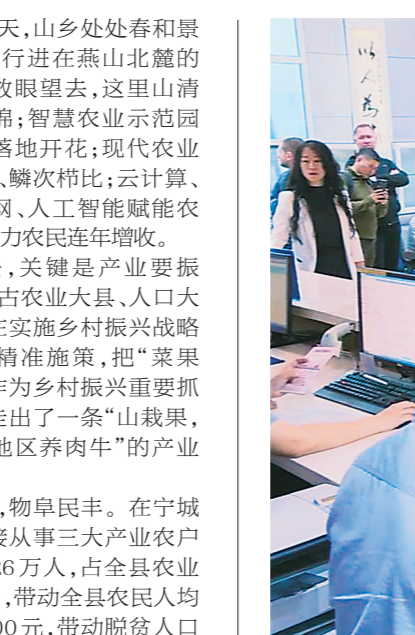 天,山乡处处春和景
行进在燕山北麓的
放眼望去,这里山清
锦;智慧农业示范园
落地开花;现代农业
、鳞次栉比;云计算、
网、人工智能赋能农
力农民连年增收。
,关键是产业要振
古农业大县、人口大
在实施乡村振兴战略
精准施策,把“菜果
作为乡村振兴重要抓
走出了一条“山栽果,
地区养肉牛”的产业
,物阜民丰。在宁城
接从事三大产业农户
26万人,占全县农业
,带动全县农民人均
00元,带动脱贫人口
以人为